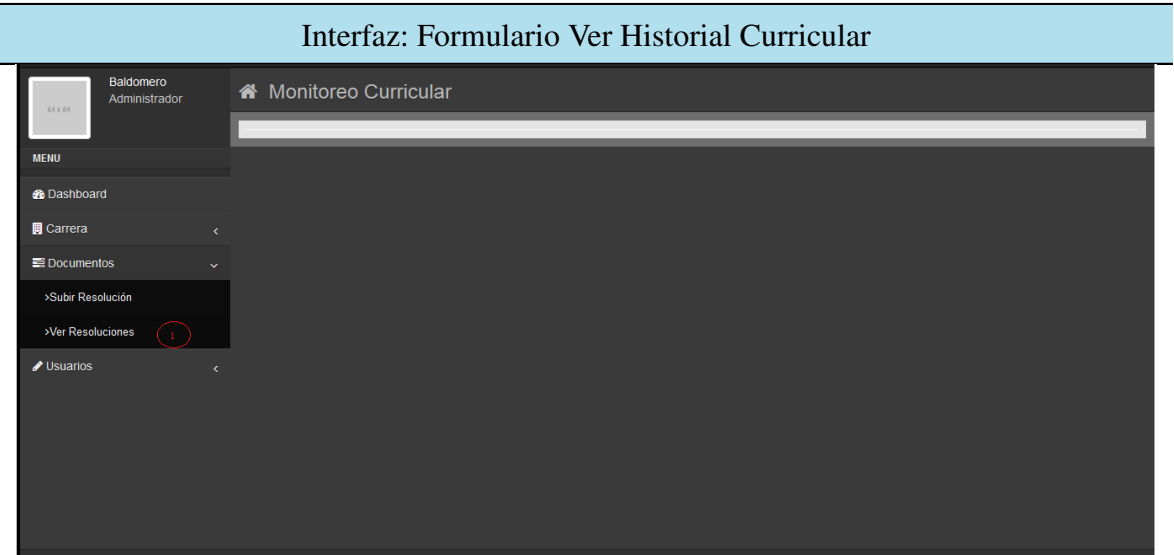 Interfaz: Formulario Ver Historial Curricular
64 x 64
Baldomero
Administrador
Monitoreo Curricular
MENU
Dashboard
Carrera
Documentos
>Subir Resolución
>Ver Resoluciones
1
Usuarios